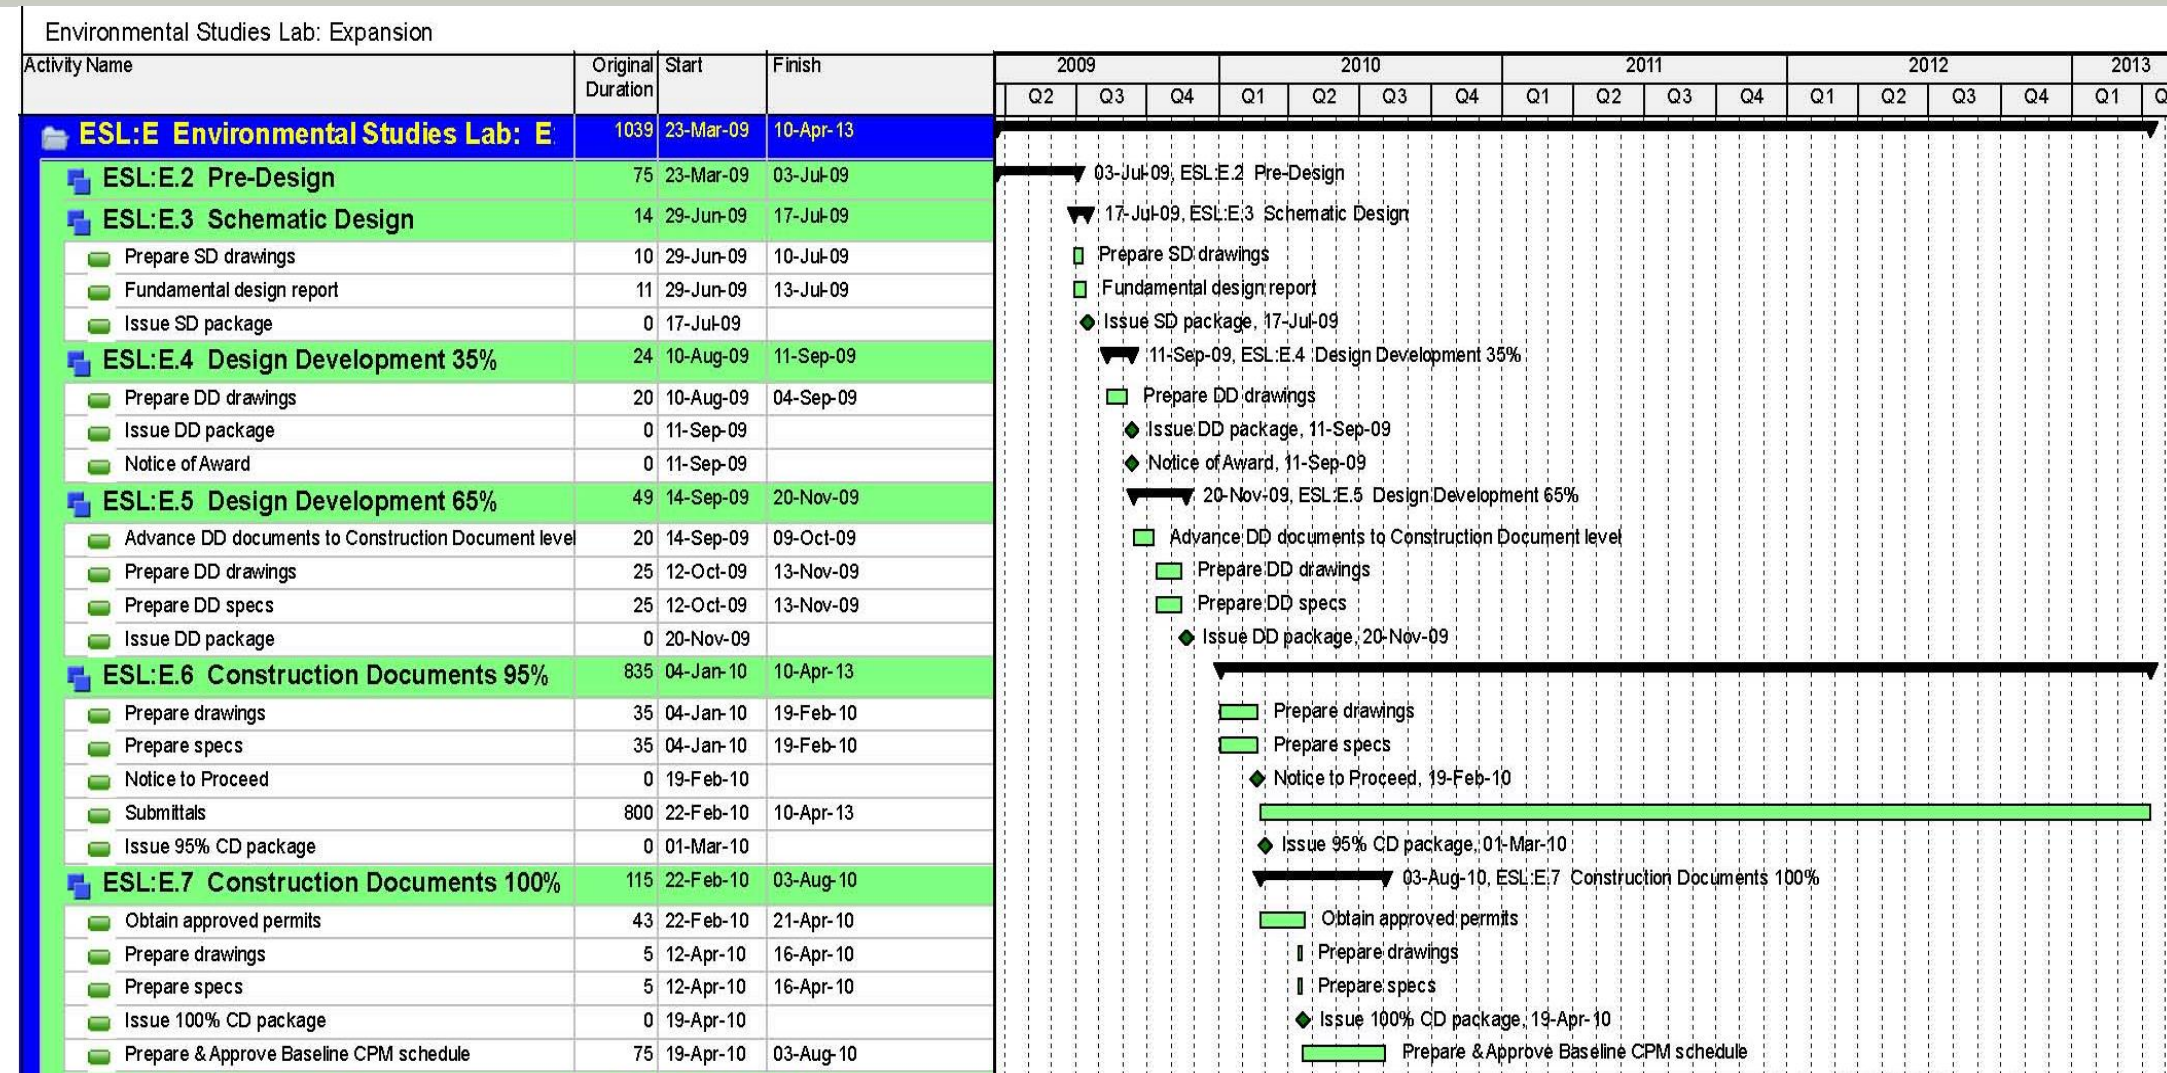 Environmental Studies Lab: Expansion
Activity Name Original Duration Start Finish 2009 2010 2011 2012 2013
Q2 Q3 Q4 Q1 Q2 Q3 Q4 Q1 Q2 Q3 Q4 Q1 Q2 Q3 Q4 Q1 Q
ESL:E Environmental Studies Lab: E 1039 23-Mar-09 10-Apr-13
ESL:E.2 Pre-Design 75 23-Mar-09 03-Jul-09 03-Jul-09, ESL:E.2 Pre-Design
ESL:E.3 Schematic Design 14 29-Jun-09 17-Jul-09 17-Jul-09, ESL:E.3 Schematic Design
Prepare SD drawings 10 29-Jun-09 10-Jul-09 Prepare SD drawings
Fundamental design report 11 29-Jun-09 13-Jul-09 Fundamental design report
Issue SD package 0 17-Jul-09 Issue SD package, 17-Jul-09
ESL:E.4 Design Development 35% 24 10-Aug-09 11-Sep-09 11-Sep-09, ESL:E.4 Design Development 35%
Prepare DD drawings 20 10-Aug-09 04-Sep-09 Prepare DD drawings
Issue DD package 0 11-Sep-09 Issue DD package, 11-Sep-09
Notice of Award 0 11-Sep-09 Notice of Award, 11-Sep-09
ESL:E.5 Design Development 65% 49 14-Sep-09 20-Nov-09 20-Nov-09, ESL:E.5 Design Development 65%
Advance DD documents to Construction Document level 20 14-Sep-09 09-Oct-09 Advance DD documents to Construction Document level
Prepare DD drawings 25 12-Oct-09 13-Nov-09 Prepare DD drawings
Prepare DD specs 25 12-Oct-09 13-Nov-09 Prepare DD specs
Issue DD package 0 20-Nov-09 Issue DD package, 20-Nov-09
ESL:E.6 Construction Documents 95% 835 04-Jan-10 10-Apr-13
Prepare drawings 35 04-Jan-10 19-Feb-10 Prepare drawings
Prepare specs 35 04-Jan-10 19-Feb-10 Prepare specs
Notice to Proceed 0 19-Feb-10 Notice to Proceed, 19-Feb-10
Submittals 800 22-Feb-10 10-Apr-13
Issue 95% CD package 0 01-Mar-10 Issue 95% CD package, 01-Mar-10
ESL:E.7 Construction Documents 100% 115 22-Feb-10 03-Aug-10 03-Aug-10, ESL:E.7 Construction Documents 100%
Obtain approved permits 43 22-Feb-10 21-Apr-10 Obtain approved permits
Prepare drawings 5 12-Apr-10 16-Apr-10 Prepare drawings
Prepare specs 5 12-Apr-10 16-Apr-10 Prepare specs
Issue 100% CD package 0 19-Apr-10 Issue 100% CD package, 19-Apr-10
Prepare & Approve Baseline CPM schedule 75 19-Apr-10 03-Aug-10 Prepare & Approve Baseline CPM schedule